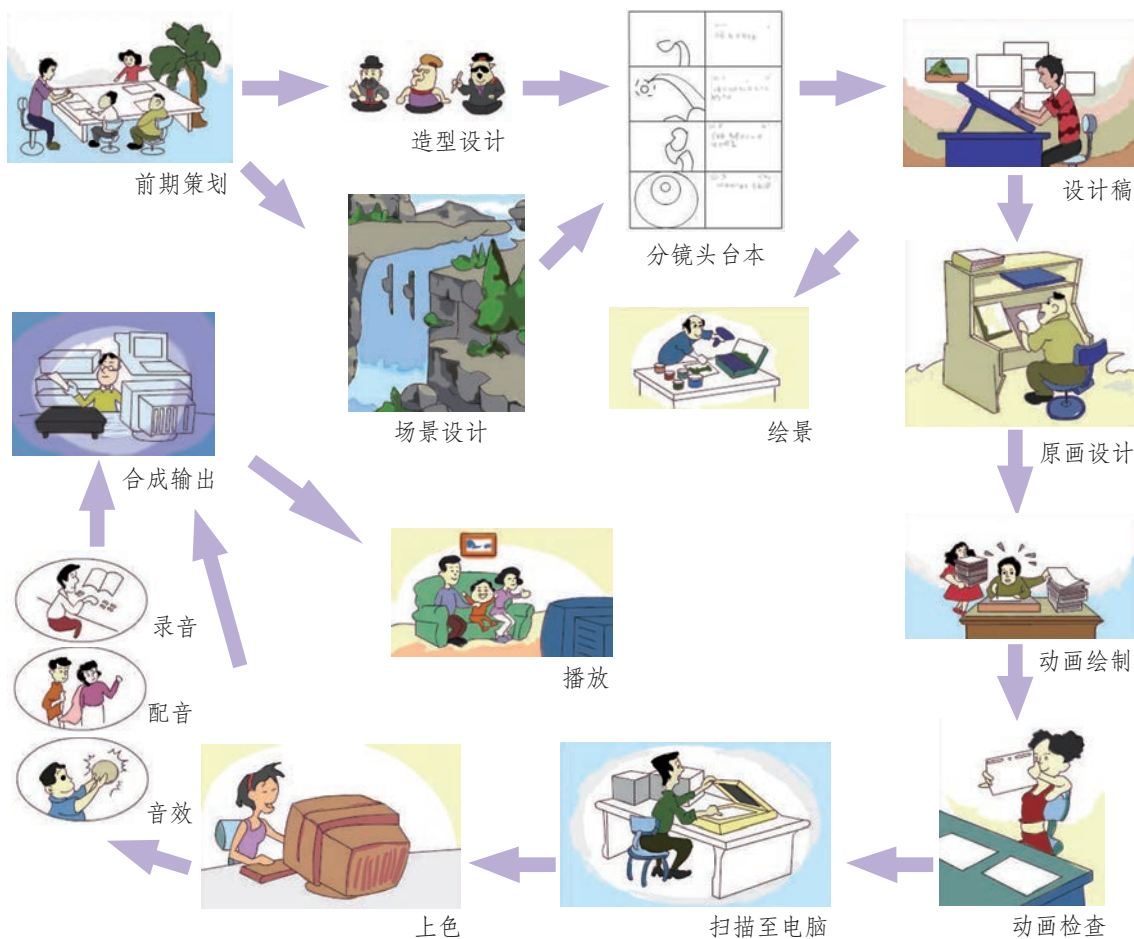 前期策划
造型设计
场景设计
分镜头台本
设计稿
绘景
原画设计
动画绘制
动画检查
扫描至电脑
上色
音效
配音
录音
合成输出
播放